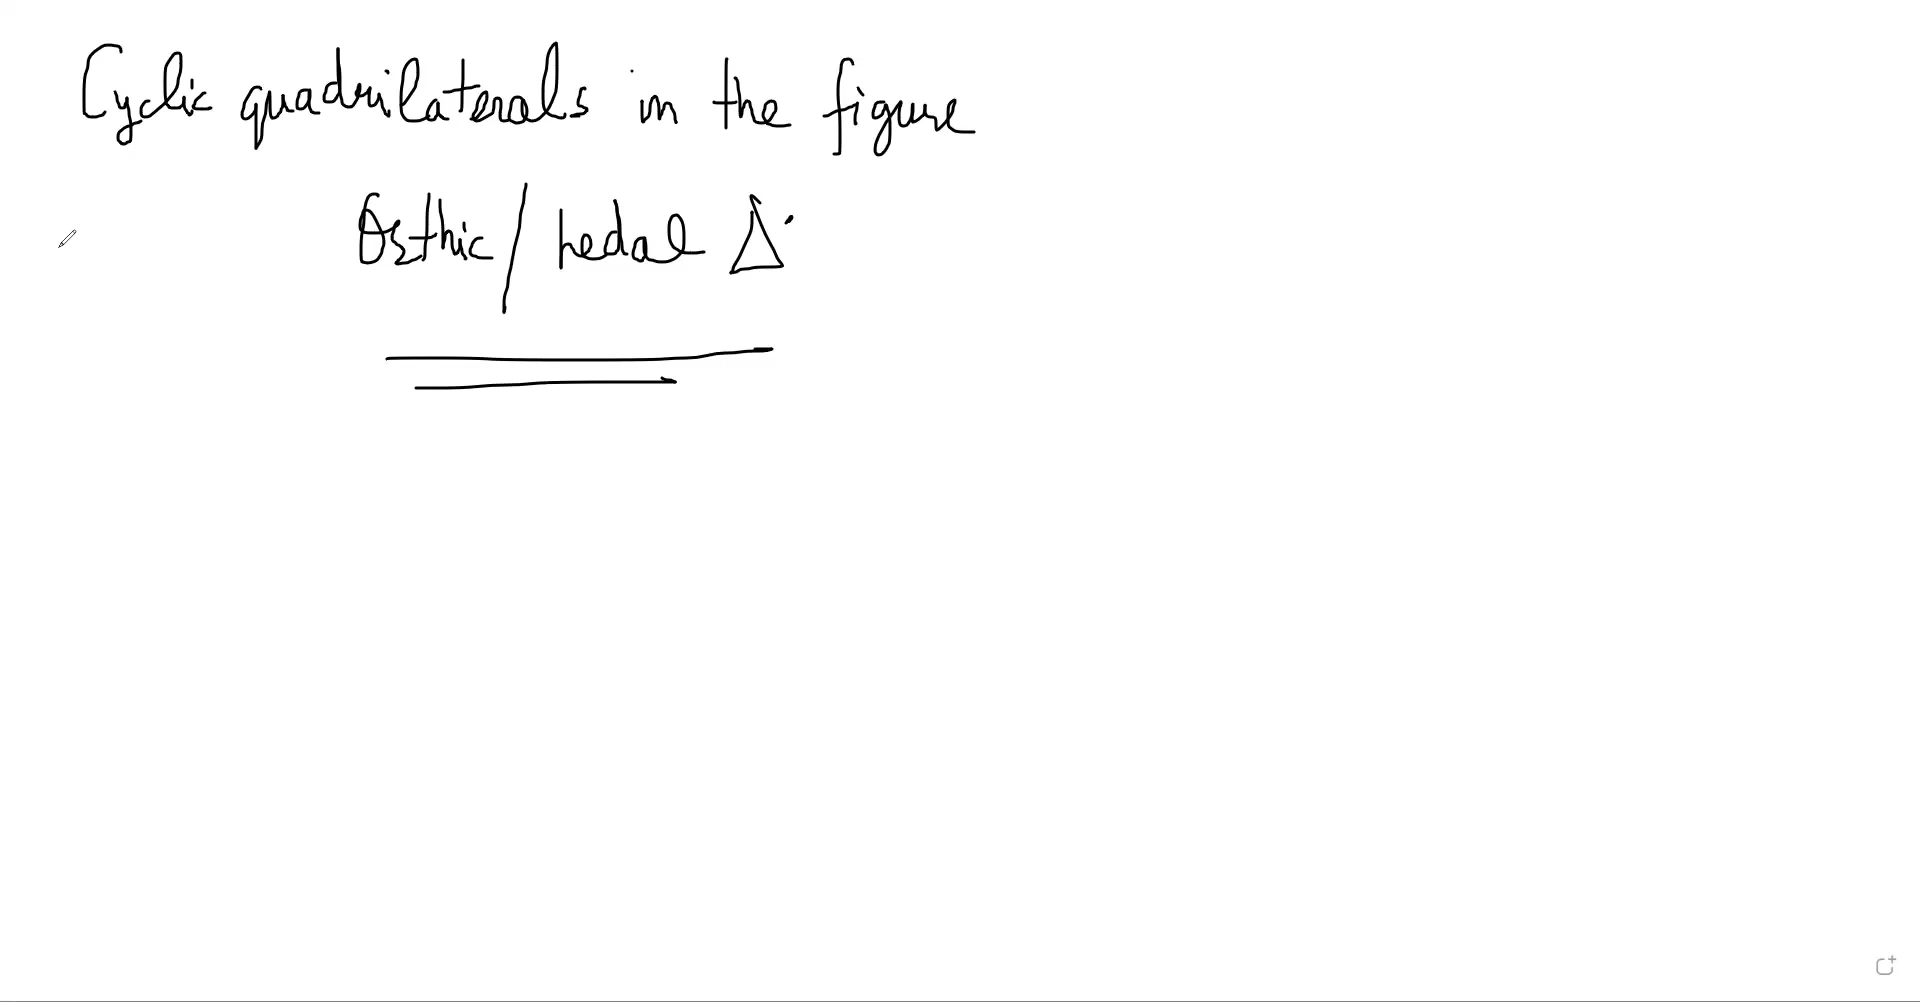 Cyclic quadrilaterals in the figure
Orthic / pedal Δ